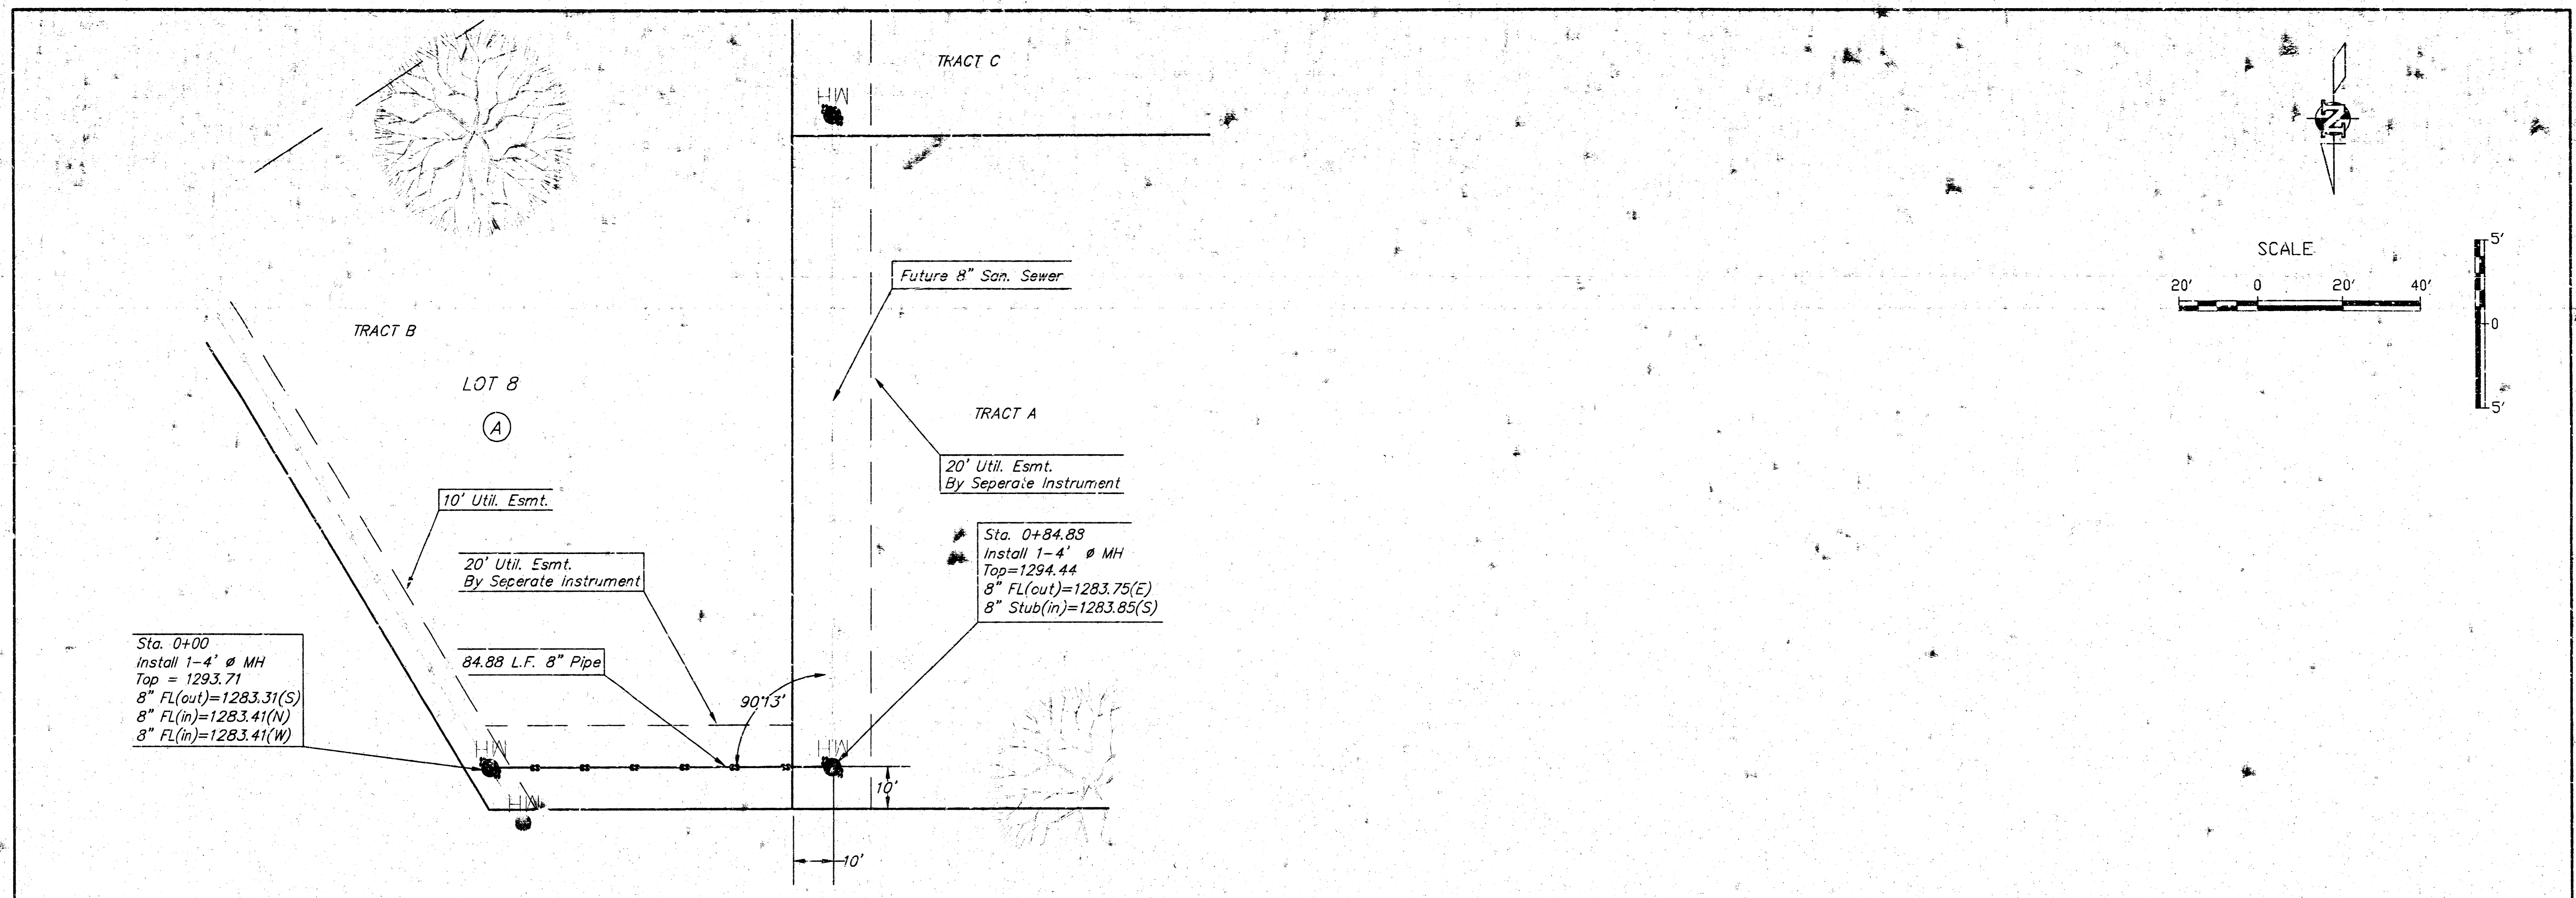 TRACT C
MH
N
SCALE
20' 0 20' 40'
5'
0
5'
Future 8" San. Sewer
TRACT B
LOT 8
A
TRACT A
20' Util. Esmt.
By Seperate Instrument
10' Util. Esmt.
20' Util. Esmt.
By Seperate Instrument
Sta. 0+84.88
Install 1-4' ø MH
Top=1294.44
8" FL(out)=1283.75(E)
8" Stub(in)=1283.85(S)
Sta. 0+00
Install 1-4' ø MH
Top = 1293.71
8" FL(out)=1283.31(S)
8" FL(in)=1283.41(N)
8" FL(in)=1283.41(W)
84.88 L.F. 8" Pipe
90°13'
MH
MH
MH
10'
10'